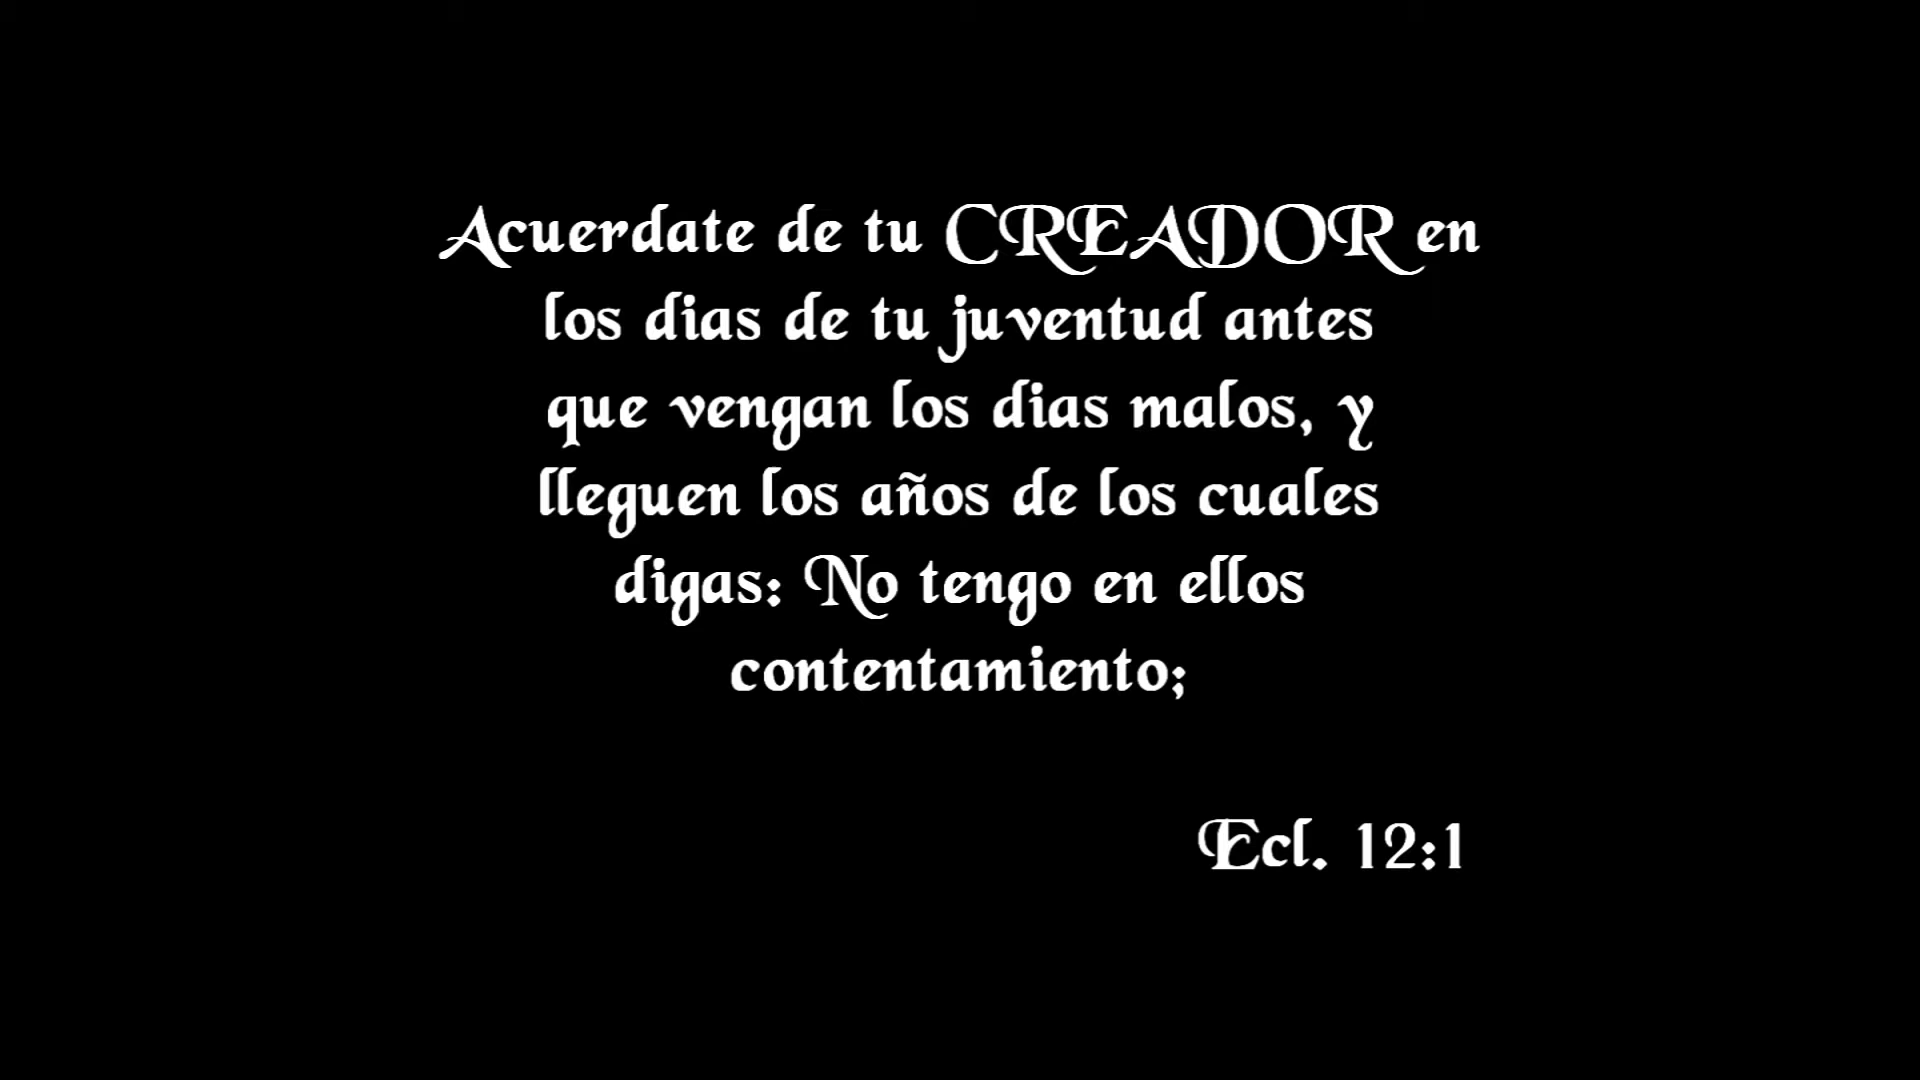 Acuerdate de tu CREADOR en
los dias de tu juventud antes
que vengan los dias malos, y
lleguen los años de los cuales
digas: No tengo en ellos
contentamiento;
Ecl. 12:1